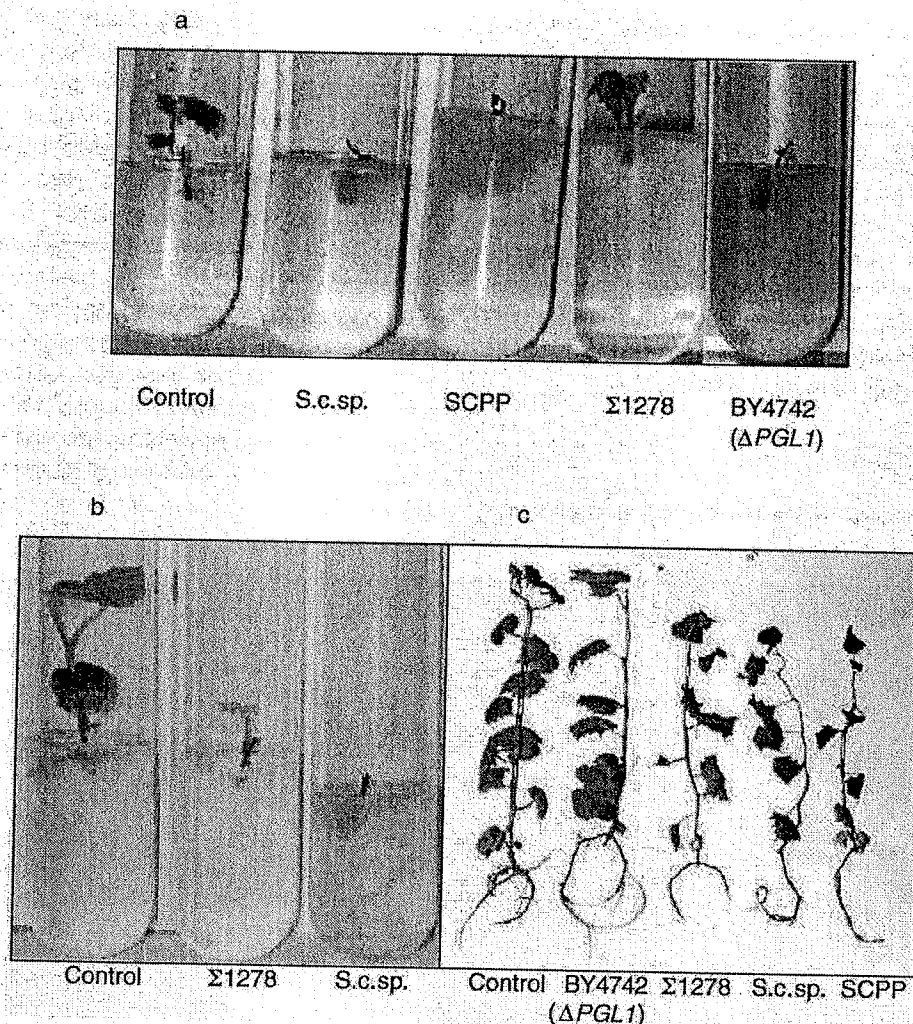 a
Control S.c.sp. SCPP Σ1278 BY4742
(ΔPGL1)
b c
Control Σ1278 S.c.sp. Control BY4742 Σ1278 S.c.sp. SCPP
(ΔPGL1)